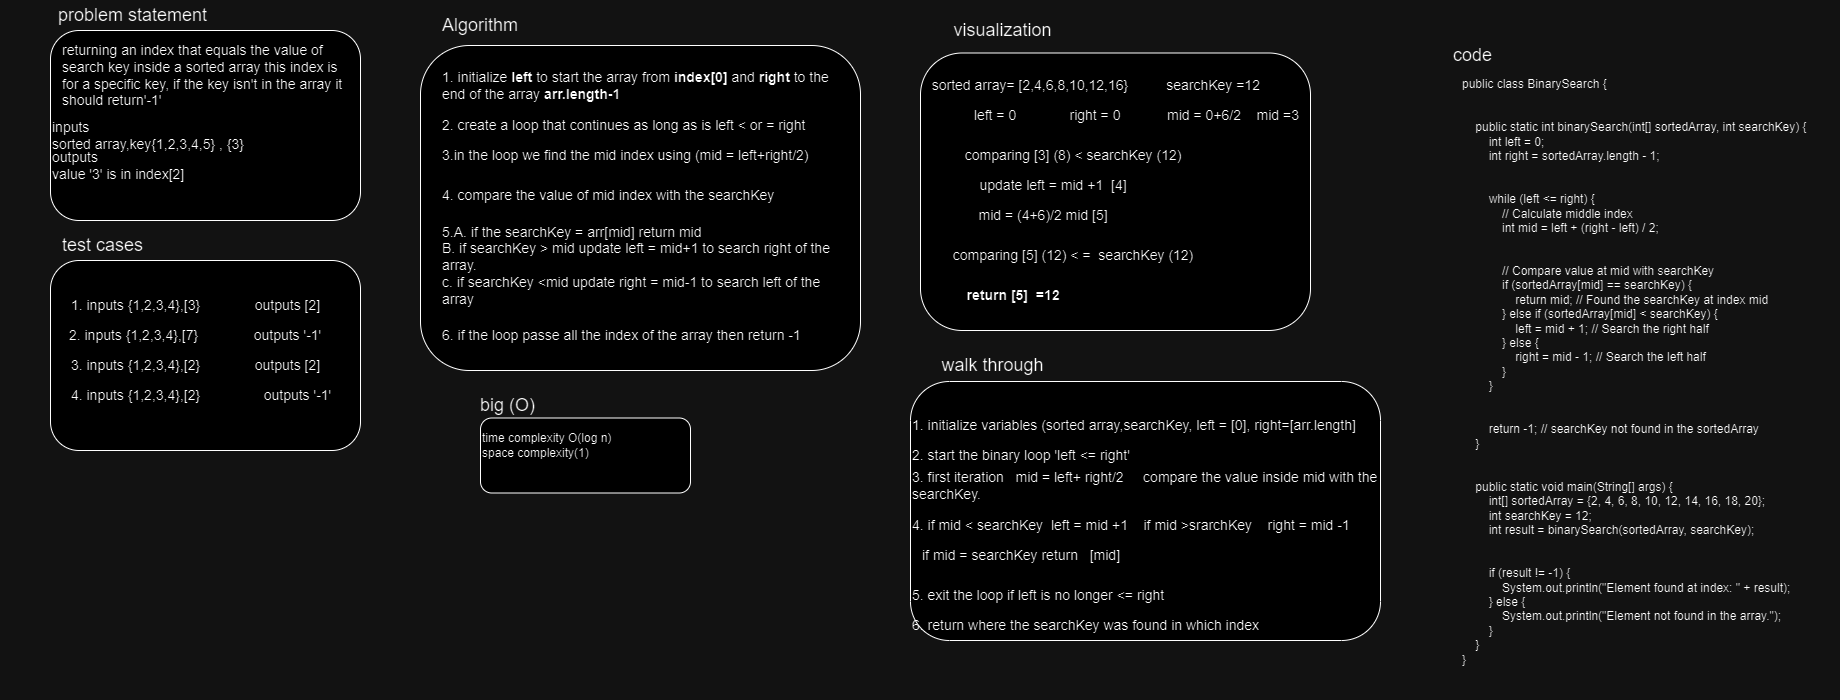 problem statement
returning an index that equals the value of
search key inside a sorted array this index is
for a specific key, if the key isn't in the array it
should return'-1'
inputs
sorted array,key{1,2,3,4,5} , {3}
outputs
value '3' is in index[2]
test cases
1. inputs {1,2,3,4},[3] outputs [2]
2. inputs {1,2,3,4},[7] outputs '-1'
3. inputs {1,2,3,4},[2] outputs [2]
4. inputs {1,2,3,4},[2] outputs '-1'
Algorithm
1. initialize left to start the array from index[0] and right to the
end of the array arr.length-1
2. create a loop that continues as long as is left < or = right
3.in the loop we find the mid index using (mid = left+right/2)
4. compare the value of mid index with the searchKey
5.A. if the searchKey = arr[mid] return mid
B. if searchKey > mid update left = mid+1 to search right of the
array.
c. if searchKey <mid update right = mid-1 to search left of the
array
6. if the loop passe all the index of the array then return -1
big (O)
time complexity O(log n)
space complexity(1)
visualization
sorted array= [2,4,6,8,10,12,16} searchKey =12
left = 0 right = 0 mid = 0+6/2 mid =3
comparing [3] (8) < searchKey (12)
update left = mid +1 [4]
mid = (4+6)/2 mid [5]
comparing [5] (12) < = searchKey (12)
return [5] =12
walk through
1. initialize variables (sorted array,searchKey, left = [0], right=[arr.length]
2. start the binary loop 'left <= right'
3. first iteration mid = left+ right/2 compare the value inside mid with the
searchKey.
4. if mid < searchKey left = mid +1 if mid >srarchKey right = mid -1
if mid = searchKey return [mid]
5. exit the loop if left is no longer <= right
6. return where the searchKey was found in which index
code
public class BinarySearch {
public static int binarySearch(int[] sortedArray, int searchKey) {
int left = 0;
int right = sortedArray.length - 1;
while (left <= right) {
// Calculate middle index
int mid = left + (right - left) / 2;
// Compare value at mid with searchKey
if (sortedArray[mid] == searchKey) {
return mid; // Found the searchKey at index mid
} else if (sortedArray[mid] < searchKey) {
left = mid + 1; // Search the right half
} else {
right = mid - 1; // Search the left half
}
}
return -1; // searchKey not found in the sortedArray
}
public static void main(String[] args) {
int[] sortedArray = {2, 4, 6, 8, 10, 12, 14, 16, 18, 20};
int searchKey = 12;
int result = binarySearch(sortedArray, searchKey);
if (result != -1) {
System.out.println("Element found at index: " + result);
} else {
System.out.println("Element not found in the array.");
}
}
}